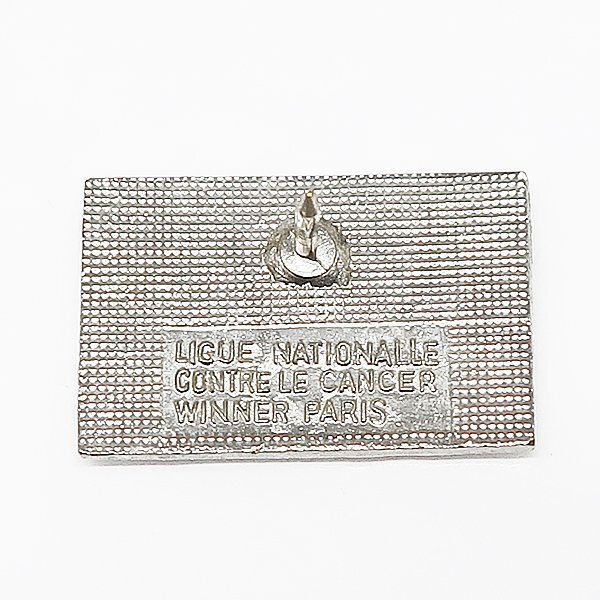 LIGUE NATIONALLE
CONTRE LE CANCER
WINNER PARIS